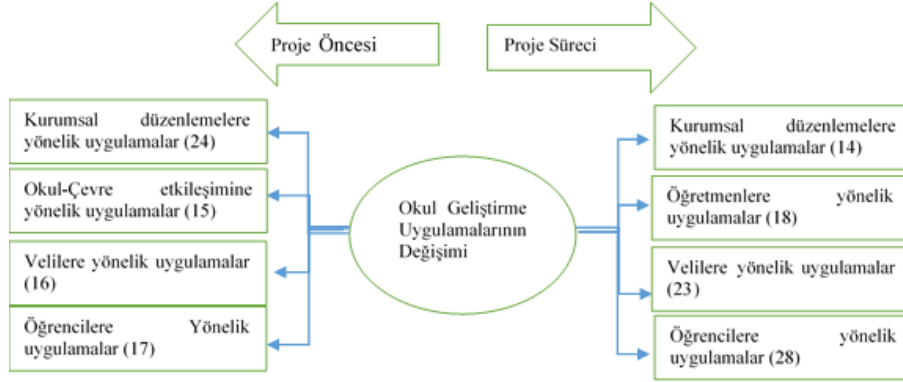 Proje Öncesi
Proje Süreci
Kurumsal düzenlemelere
yönelik uygulamalar (24)
Okul-Çevre etkileşimine
yönelik uygulamalar (15)
Velilere yönelik uygulamalar
(16)
Öğrencilere Yönelik
uygulamalar (17)
Okul Geliştirme
Uygulamalarının
Değişimi
Kurumsal düzenlemelere
yönelik uygulamalar (14)
Öğretmenlere yönelik
uygulamalar (18)
Velilere yönelik uygulamalar
(23)
Öğrencilere yönelik
uygulamalar (28)